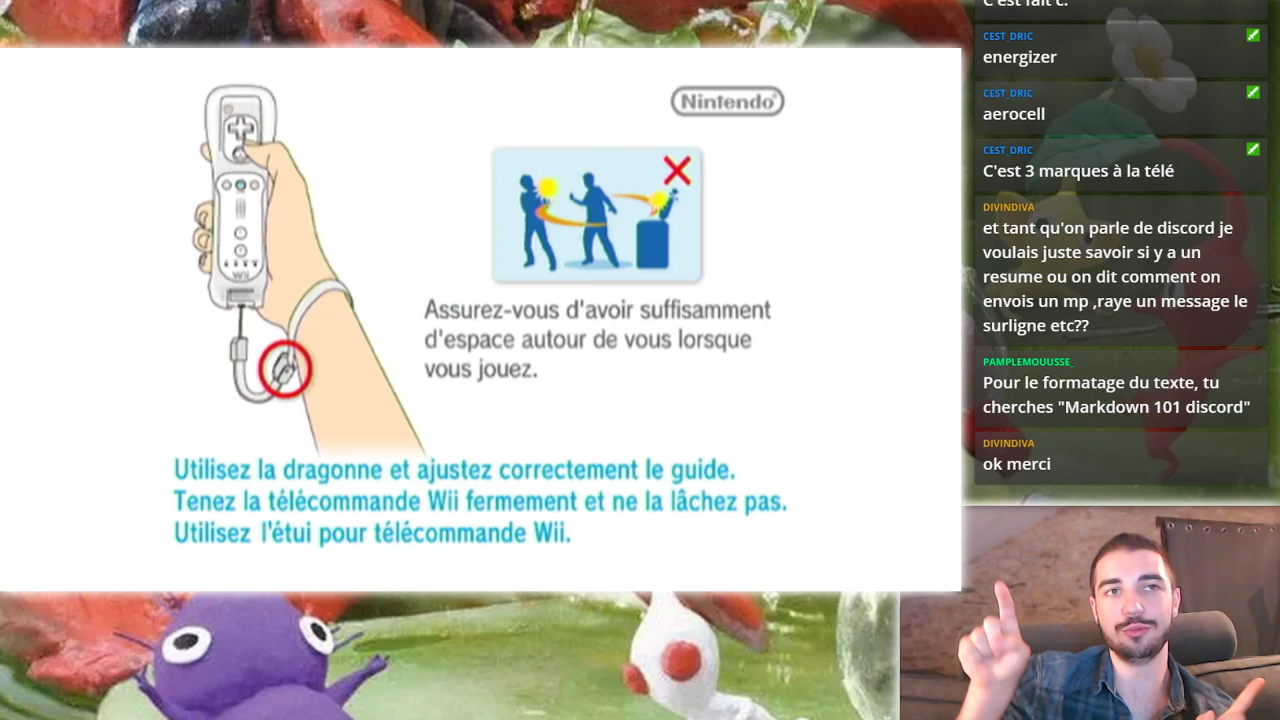 Nintendo
Wii
Assurez-vous d'avoir suffisamment
d'espace autour de vous lorsque
vous jouez.
Utilisez la dragonne et ajustez correctement le guide.
Tenez la télécommande Wii fermement et ne la lâchez pas.
Utilisez l'étui pour télécommande Wii.
C'est fait c.
CEST_DRIC
energizer
CEST_DRIC
aerocell
CEST_DRIC
C'est 3 marques à la télé
DIVINDIVA
et tant qu'on parle de discord je
voulais juste savoir si y a un
resume ou on dit comment on
envois un mp ,raye un message le
surligne etc??
PAMPLEMOUUSSE_
Pour le formatage du texte, tu
cherches "Markdown 101 discord"
DIVINDIVA
ok merci